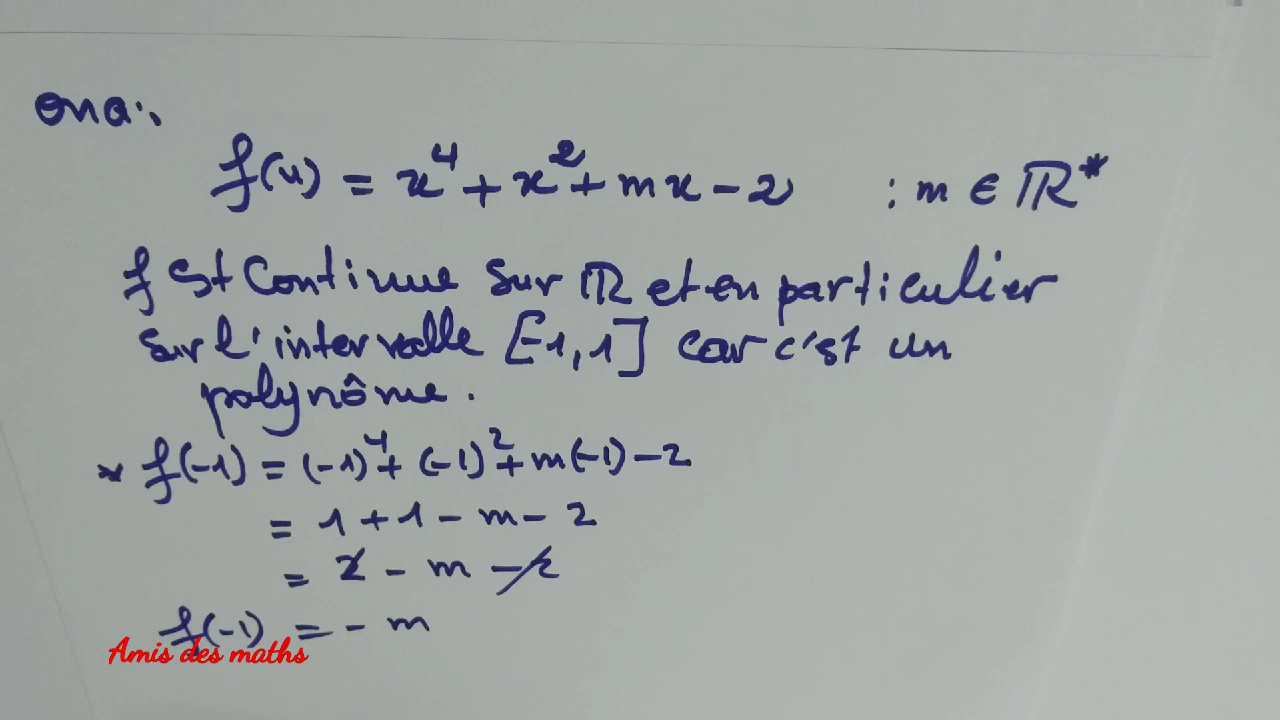 on a :
f(x) = x⁴ + x² + mx - 2 : m ∈ ℝ*
f est continue sur ℝ et en particulier
sur l'intervalle [-1,1] car c'est un
polynôme.
* f(-1) = (-1)⁴ + (-1)² + m(-1) - 2
= 1 + 1 - m - 2
= 2 - m - 2
f(-1) = - m
Amis des maths